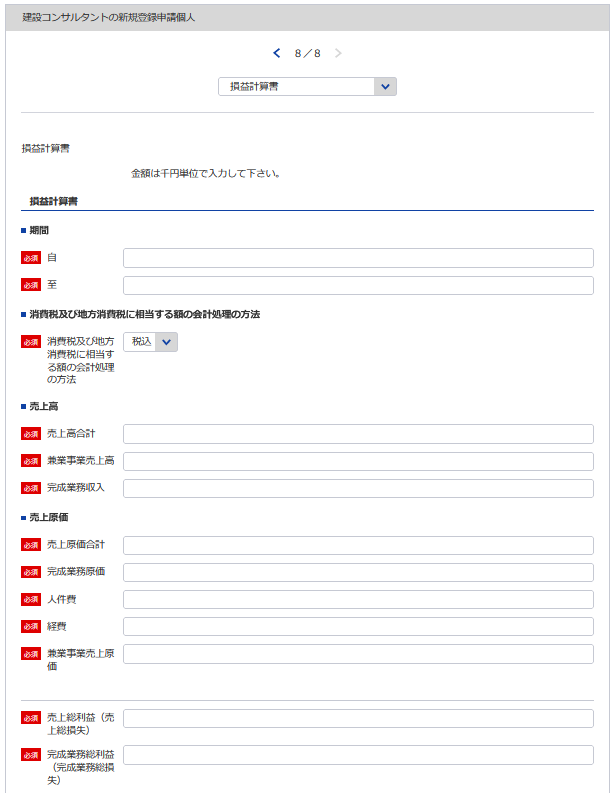 建設コンサルタントの新規登録申請個人
8／8
損益計算書
損益計算書
金額は千円単位で入力して下さい。
損益計算書
期間
必須 自
必須 至
消費税及び地方消費税に相当する額の会計処理の方法
必須 消費税及び地方 税込
消費税に相当す
る額の会計処理
の方法
売上高
必須 売上高合計
必須 兼業事業売上高
必須 完成業務収入
売上原価
必須 売上原価合計
必須 完成業務原価
必須 人件費
必須 経費
必須 兼業事業売上原
価
必須 売上総利益（売
上総損失）
必須 完成業務総利益
（完成業務総損
失）